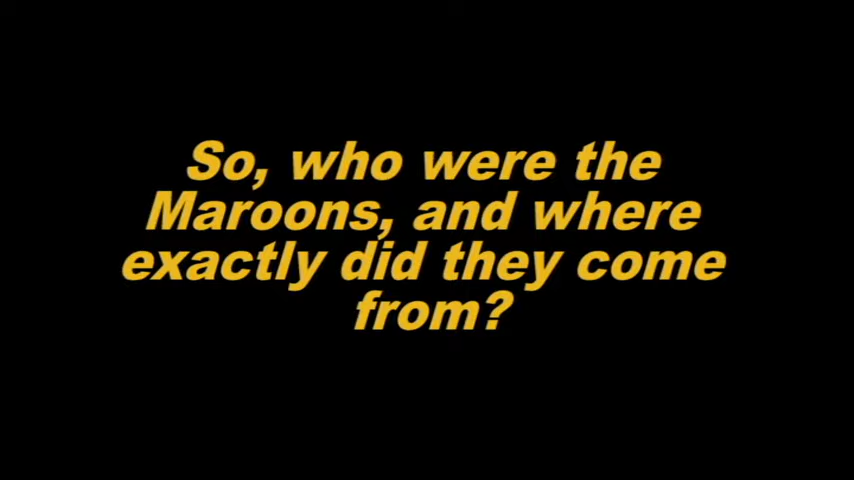 So, who were the
Maroons, and where
exactly did they come
from?